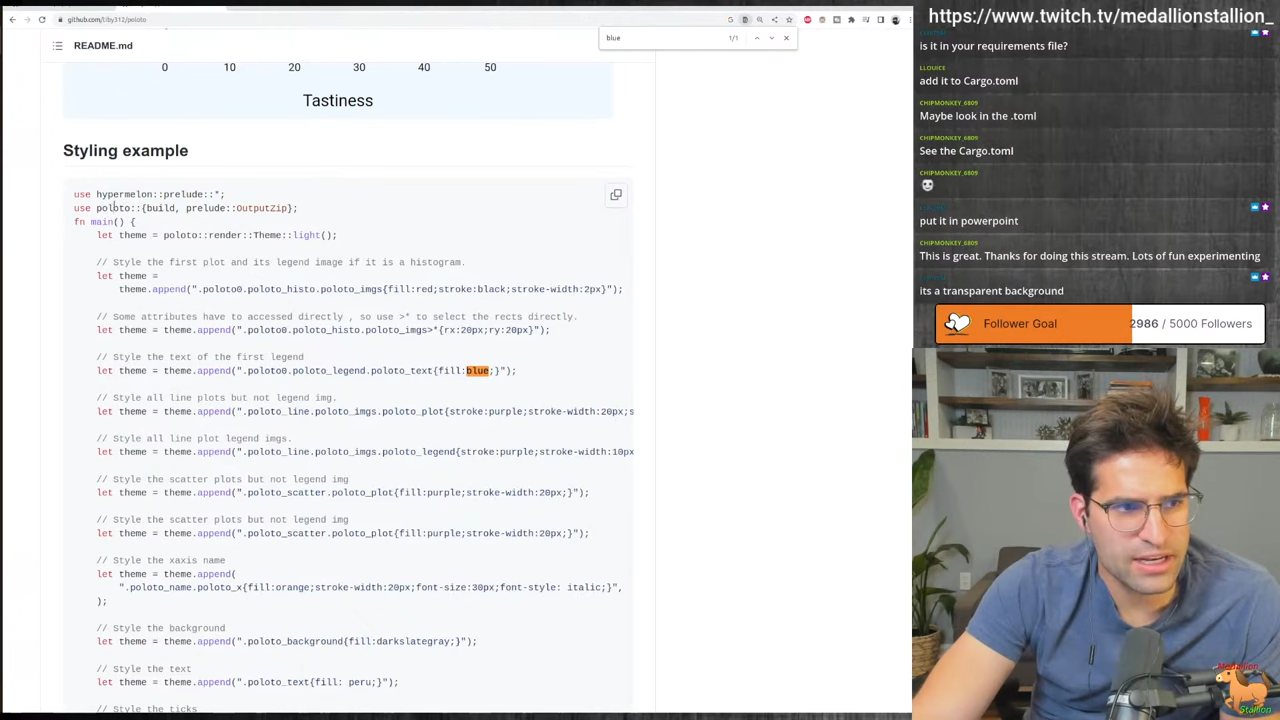 github.com/tiby312/poloto
https://www.twitch.tv/medallionstallion_
blue
1/1
README.md
0 10 20 30 40 50
Tastiness
Styling example
use hypermelon::prelude::*;
use poloto::{build, prelude::OutputZip};
fn main() {
let theme = poloto::render::Theme::light();
// Style the first plot and its legend image if it is a histogram.
let theme =
theme.append(".poloto0.poloto_histo.poloto_imgs{fill:red;stroke:black;stroke-width:2px}");
// Some attributes have to accessed directly , so use >* to select the rects directly.
let theme = theme.append(".poloto0.poloto_histo.poloto_imgs>*{rx:20px;ry:20px}");
// Style the text of the first legend
let theme = theme.append(".poloto0.poloto_legend.poloto_text{fill:blue;}");
// Style all line plots but not legend img.
let theme = theme.append(".poloto_line.poloto_imgs.poloto_plot{stroke:purple;stroke-width:20px;s
// Style all line plot legend imgs.
let theme = theme.append(".poloto_line.poloto_imgs.poloto_legend{stroke:purple;stroke-width:10px
// Style the scatter plots but not legend img
let theme = theme.append(".poloto_scatter.poloto_plot{fill:purple;stroke-width:20px;}");
// Style the scatter plots but not legend img
let theme = theme.append(".poloto_scatter.poloto_plot{fill:purple;stroke-width:20px;}");
// Style the xaxis name
let theme = theme.append(
".poloto_name.poloto_x{fill:orange;stroke-width:20px;font-size:30px;font-style: italic;}",
);
// Style the background
let theme = theme.append(".poloto_background{fill:darkslategray;}");
// Style the text
let theme = theme.append(".poloto_text{fill: peru;}");
// Style the ticks
is it in your requirements file?
LLOUICE
add it to Cargo.toml
CHIPMONKEY_6809
Maybe look in the .toml
CHIPMONKEY_6809
See the Cargo.toml
CHIPMONKEY_6809
put it in powerpoint
CHIPMONKEY_6809
This is great. Thanks for doing this stream. Lots of fun experimenting
its a transparent background
Follower Goal
2986 / 5000 Followers
Medallion
Stallion